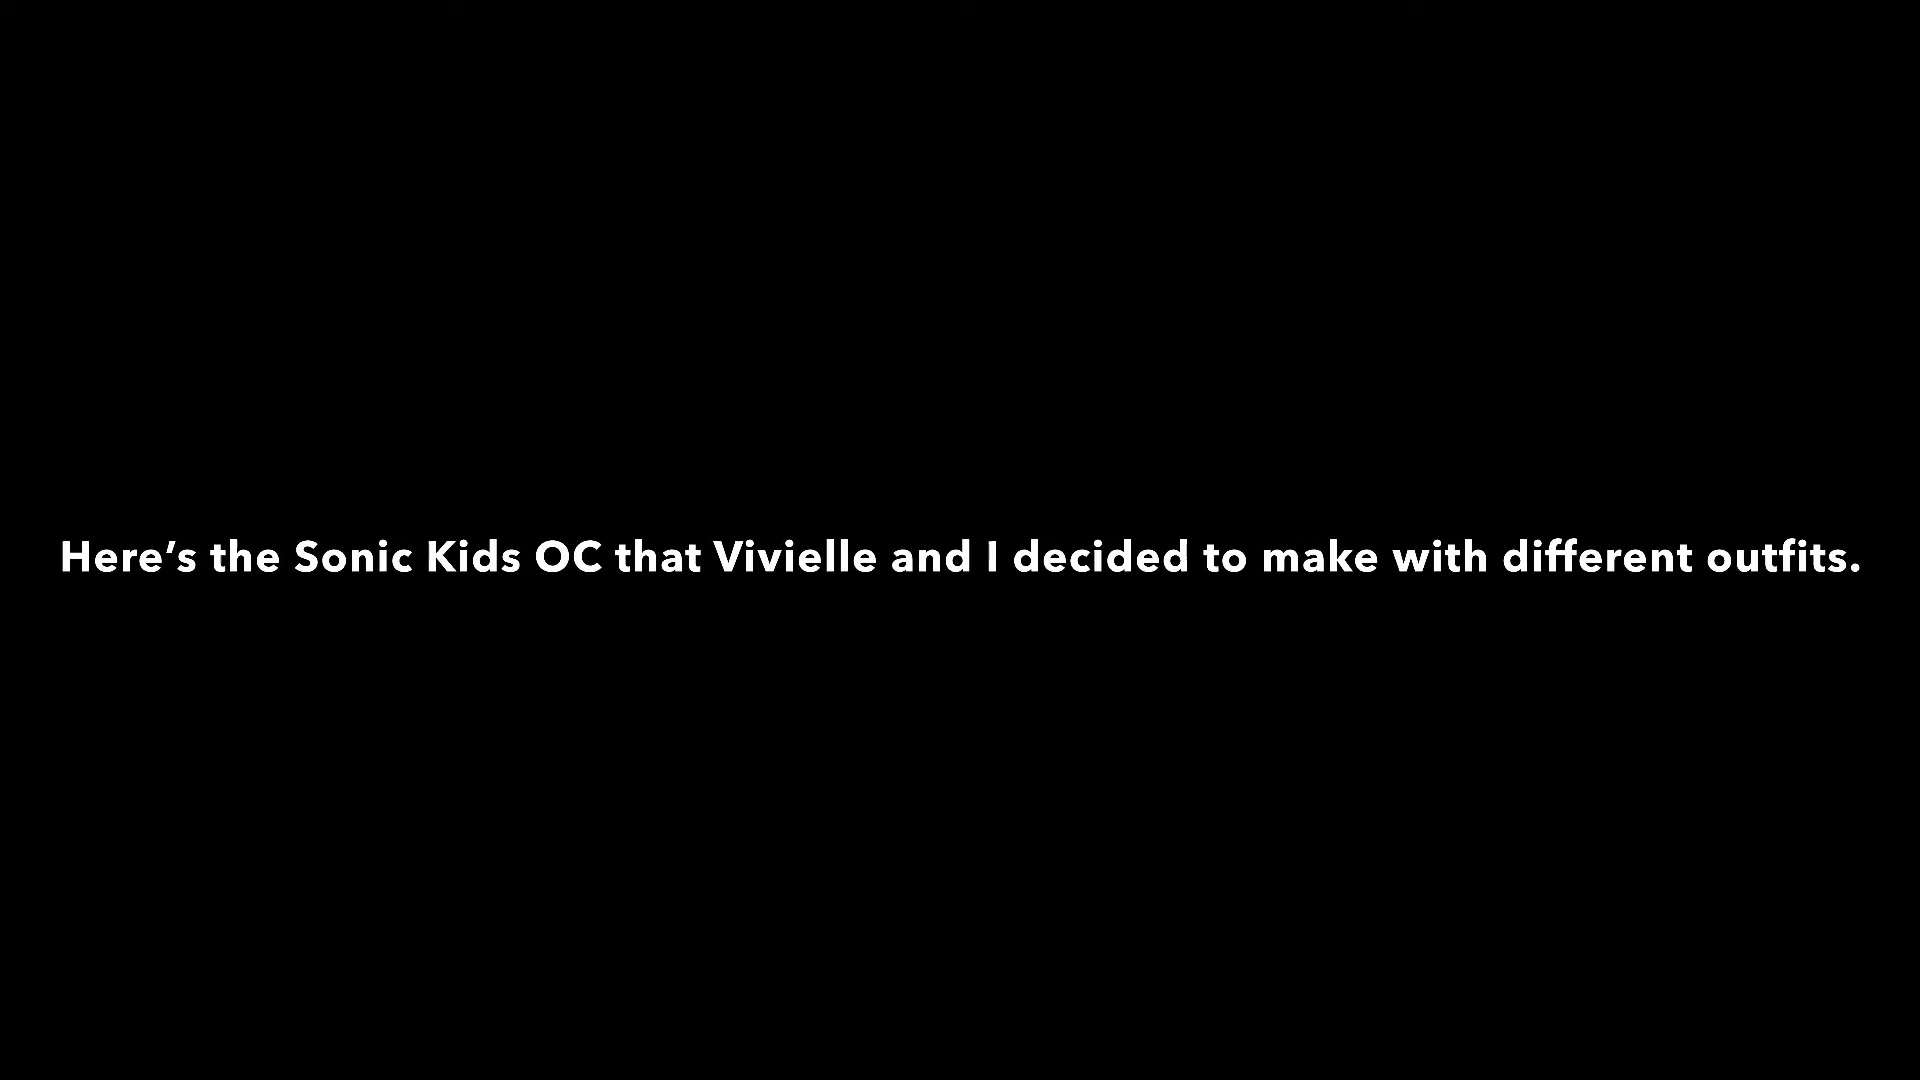 Here’s the Sonic Kids OC that Vivielle and I decided to make with different outfits.